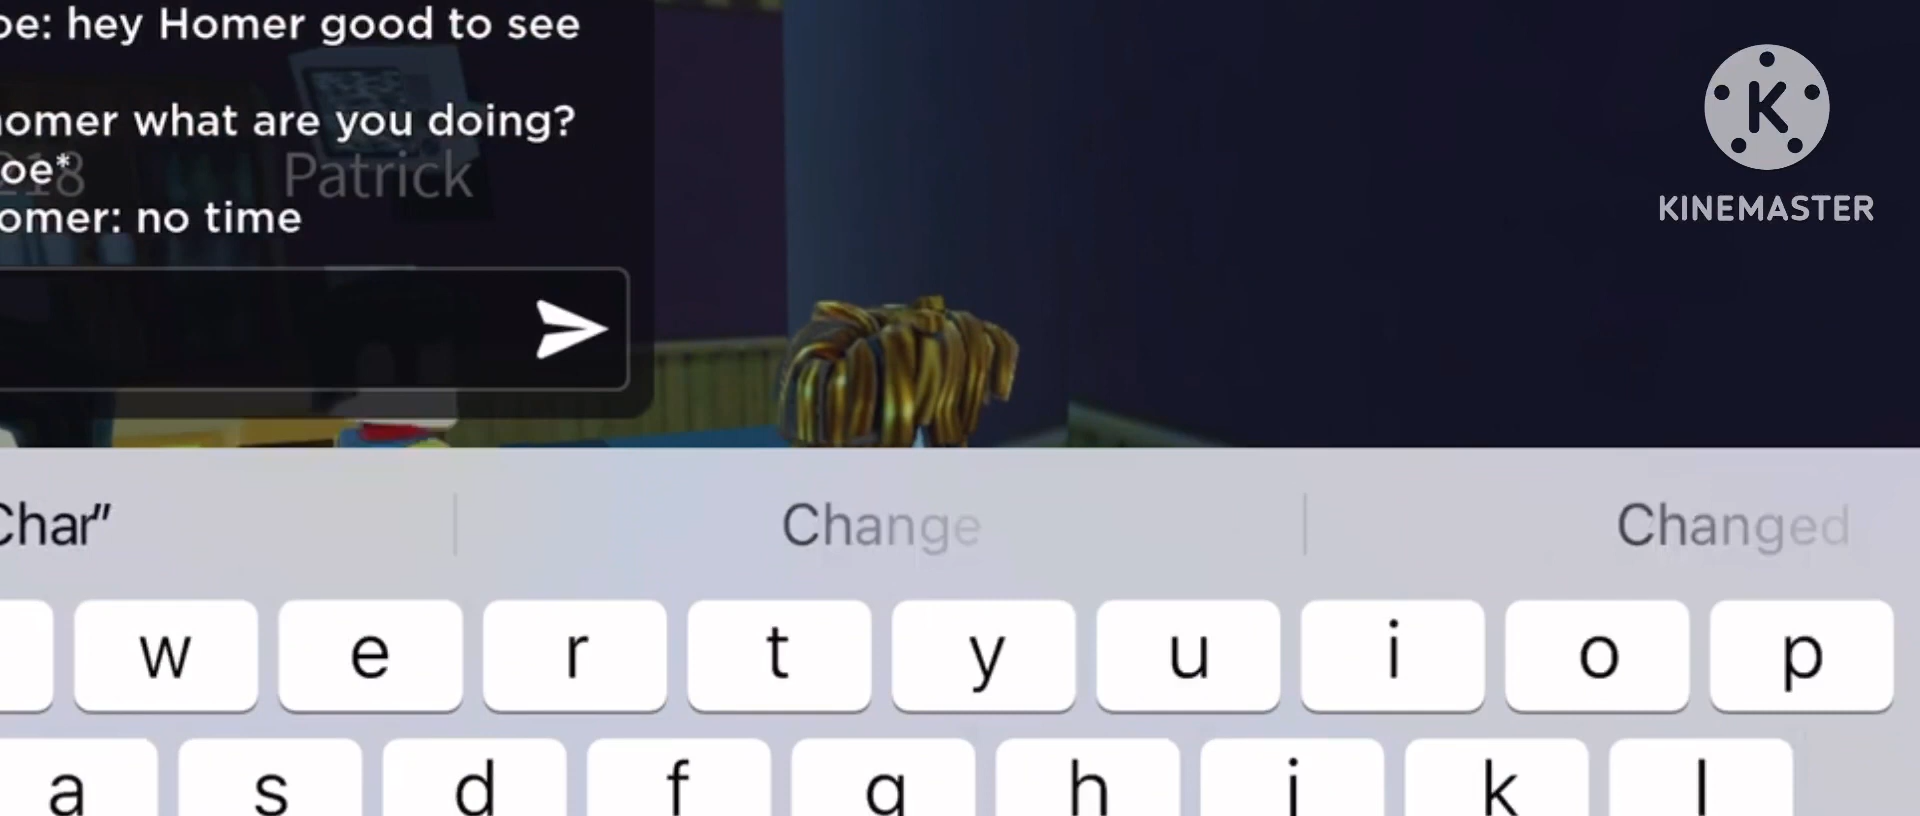 oe: hey Homer good to see
omer what are you doing?
218 Patrick
oe*
omer: no time
K
KINEMASTER
Char"
Change
Changed
w e r t y u i o p
a s d f g h j k l